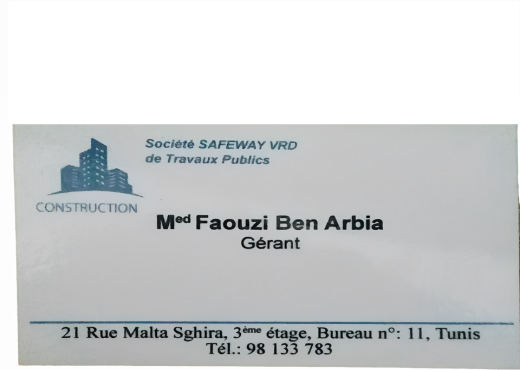 Société SAFEWAY VRD
de Travaux Publics
CONSTRUCTION
Med Faouzi Ben Arbia
Gérant
21 Rue Malta Sghira, 3ème étage, Bureau n°: 11, Tunis
Tél.: 98 133 783